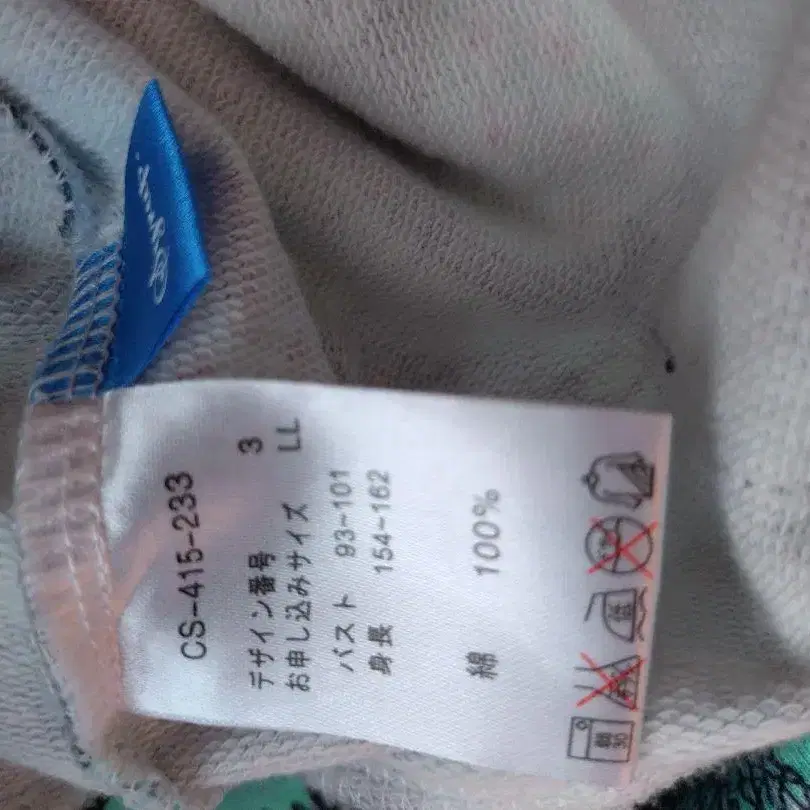 CS-415-233
デザイン番号 3
お申し込みサイズ LL
バスト 93-101
身長 154-162
綿 100%